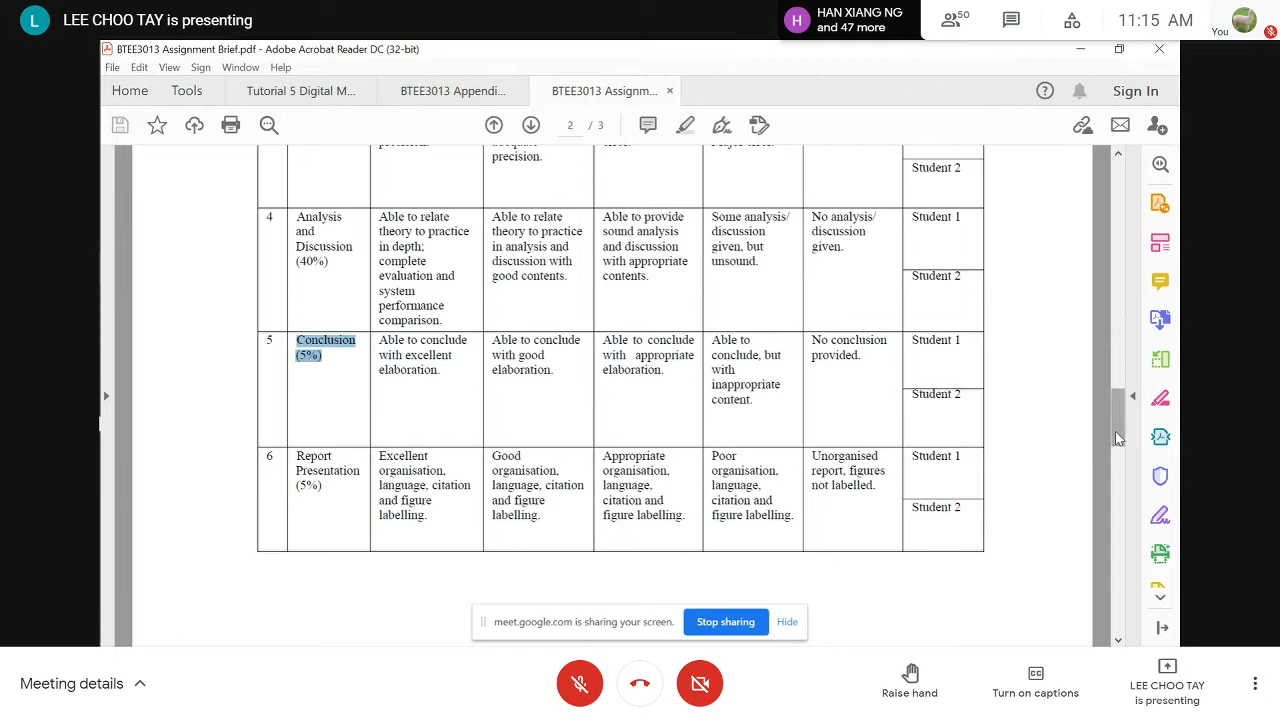 L LEE CHOO TAY is presenting
H HAN XIANG NG
and 47 more
50
11:15 AM
You
BTEE3013 Assignment Brief.pdf - Adobe Acrobat Reader DC (32-bit)
File Edit View Sign Window Help
Home Tools Tutorial 5 Digital M... BTEE3013 Appendi... BTEE3013 Assignm... × Sign In
2 / 3
precision.
Student 2
4 Analysis and Discussion (40%)
Able to relate
theory to practice
in depth;
complete
evaluation and
system
performance
comparison.
Able to relate
theory to practice
in analysis and
discussion with
good contents.
Able to provide
sound analysis
and discussion
with appropriate
contents.
Some analysis/
discussion
given, but
unsound.
No analysis/
discussion
given.
Student 1
Student 2
5 Conclusion
(5%)
Able to conclude
with excellent
elaboration.
Able to conclude
with good
elaboration.
Able to conclude
with appropriate
elaboration.
Able to
conclude, but
with
inappropriate
content.
No conclusion
provided.
Student 1
Student 2
6 Report
Presentation
(5%)
Excellent
organisation,
language, citation
and figure
labelling.
Good
organisation,
language, citation
and figure
labelling.
Appropriate
organisation,
language,
citation and
figure labelling.
Poor
organisation,
language,
citation and
figure labelling.
Unorganised
report, figures
not labelled.
Student 1
Student 2
meet.google.com is sharing your screen. Stop sharing Hide
Meeting details
Raise hand
Turn on captions
LEE CHOO TAY
is presenting